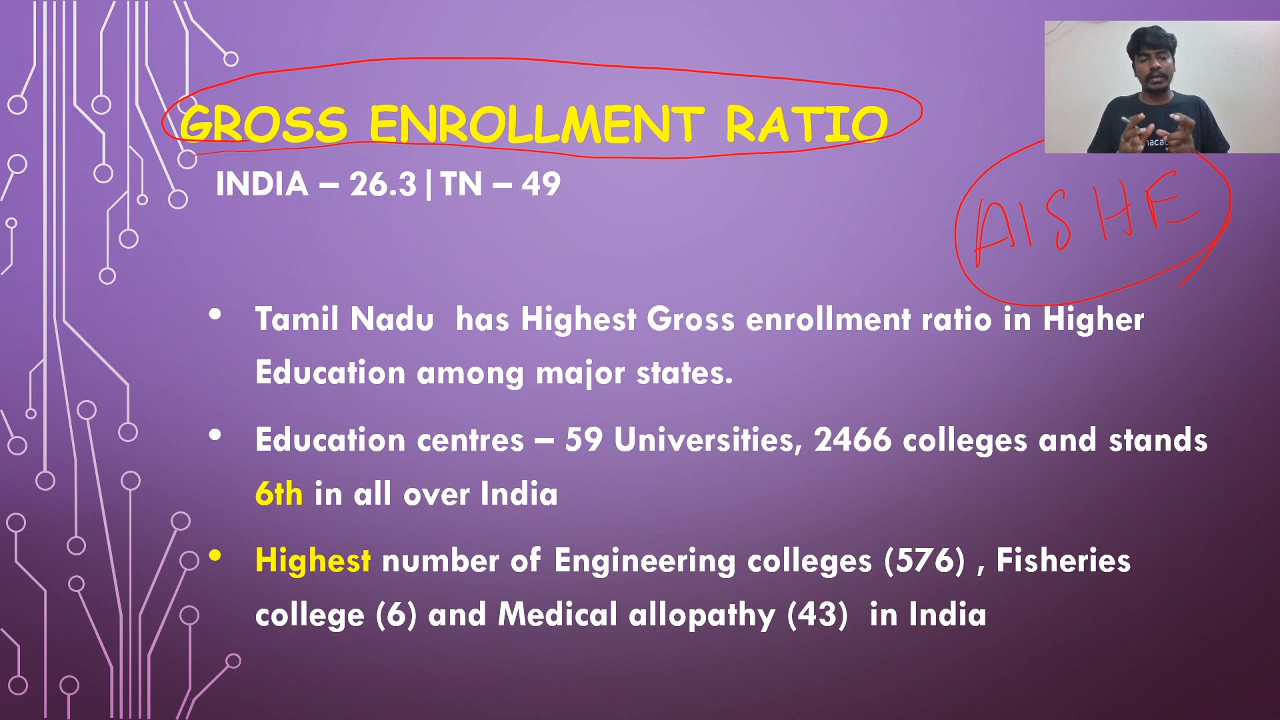 GROSS ENROLLMENT RATIO
INDIA – 26.3|TN – 49
AISHE
• Tamil Nadu has Highest Gross enrollment ratio in Higher
Education among major states.
• Education centres – 59 Universities, 2466 colleges and stands
6th in all over India
• Highest number of Engineering colleges (576) , Fisheries
college (6) and Medical allopathy (43) in India